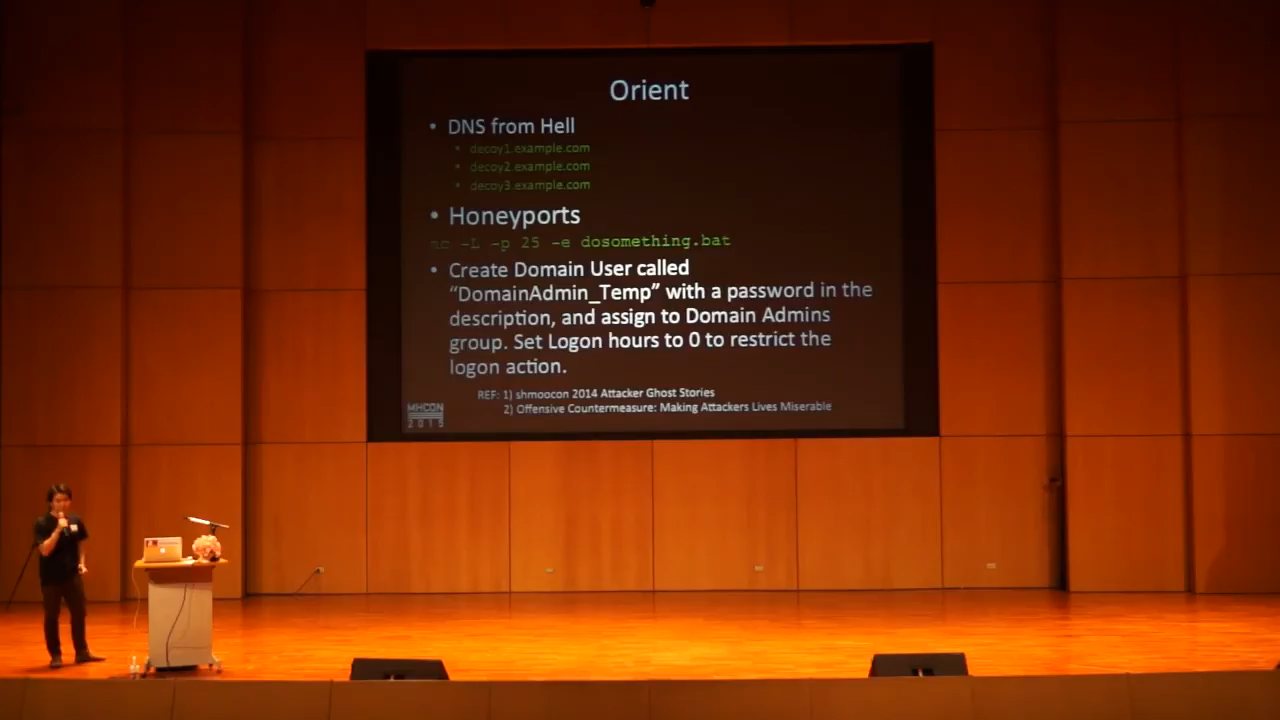 Orient
• DNS from Hell
• decoy1.example.com
• decoy2.example.com
• decoy3.example.com
• Honeyports
nc -L -p 25 -e dosomething.bat
• Create Domain User called
“DomainAdmin_Temp” with a password in the
description, and assign to Domain Admins
group. Set Logon hours to 0 to restrict the
logon action.
REF: 1) shmoocon 2014 Attacker Ghost Stories
2) Offensive Countermeasure: Making Attackers Lives Miserable
MHCON
2015